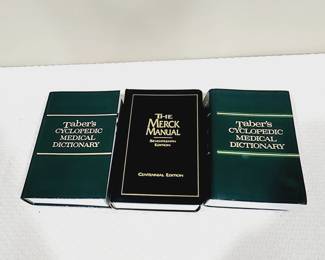 Taber's
CYCLOPEDIC
MEDICAL
DICTIONARY
THE
MERCK
MANUAL
SEVENTEENTH
EDITION
CENTENNIAL EDITION
Taber's
CYCLOPEDIC
MEDICAL
DICTIONARY